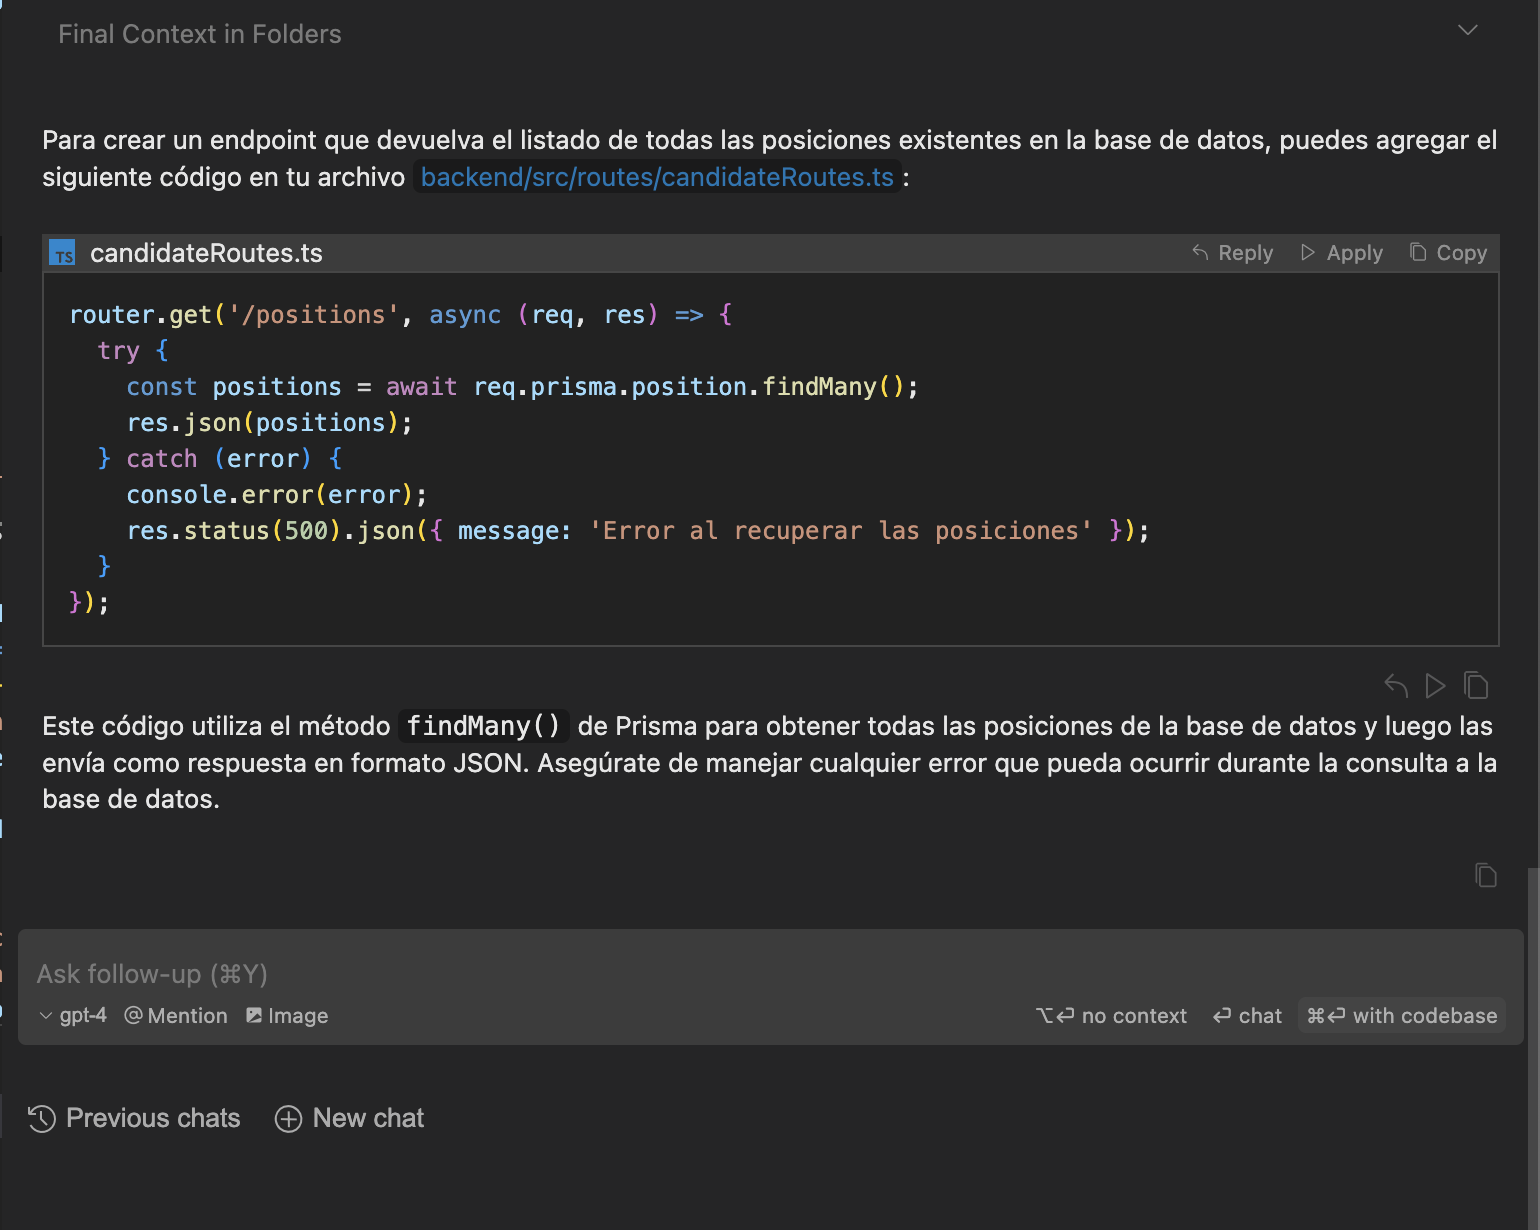 Final Context in Folders
Para crear un endpoint que devuelva el listado de todas las posiciones existentes en la base de datos, puedes agregar el
siguiente código en tu archivo backend/src/routes/candidateRoutes.ts :
TS candidateRoutes.ts Reply Apply Copy
router.get('/positions', async (req, res) => {
  try {
    const positions = await req.prisma.position.findMany();
    res.json(positions);
  } catch (error) {
    console.error(error);
    res.status(500).json({ message: 'Error al recuperar las posiciones' });
  }
});
Este código utiliza el método findMany() de Prisma para obtener todas las posiciones de la base de datos y luego las
envía como respuesta en formato JSON. Asegúrate de manejar cualquier error que pueda ocurrir durante la consulta a la
base de datos.
Ask follow-up (⌘Y)
gpt-4 @ Mention Image ⌥⏎ no context ⏎ chat ⌘⏎ with codebase
Previous chats New chat